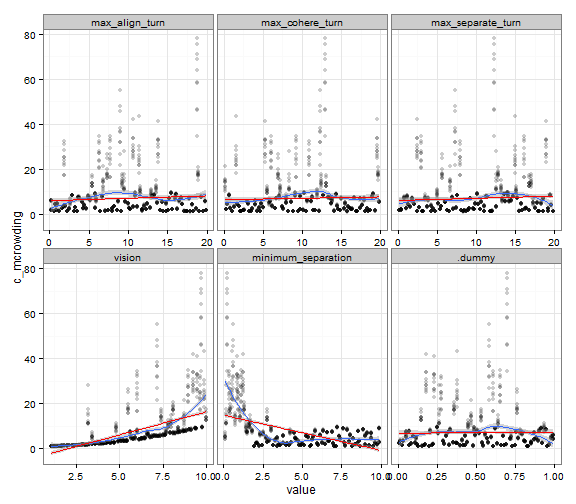 max_align_turn max_cohere_turn max_separate_turn
80
60
40
20
0
0 5 10 15 20 0 5 10 15 20 0 5 10 15 20
c_mcrowding
vision minimum_separation .dummy
80
60
40
20
0
2.5 5.0 7.5 10.0 0.0 2.5 5.0 7.5 10.0 0.00 0.25 0.50 0.75 1.00
value